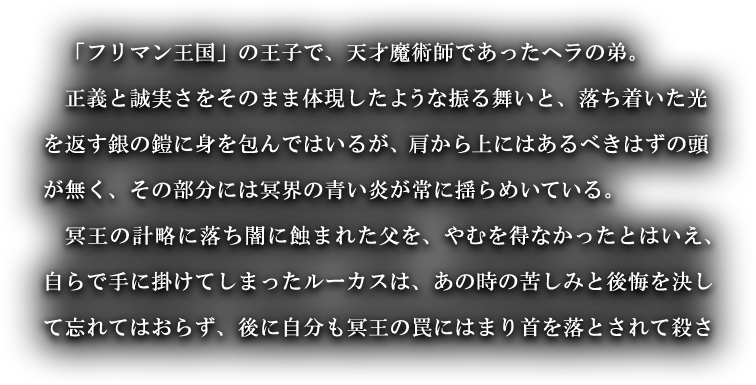 「フリマン王国」の王子で、天才魔術師であったヘラの弟。
正義と誠実さをそのまま体現したような振る舞いと、落ち着いた光
を返す銀の鎧に身を包んではいるが、肩から上にはあるべきはずの頭
が無く、その部分には冥界の青い炎が常に揺らめいている。
冥王の計略に落ち闇に蝕まれた父を、やむを得なかったとはいえ、
自らで手に掛けてしまったルーカスは、あの時の苦しみと後悔を決し
て忘れてはおらず、後に自分も冥王の罠にはまり首を落とされて殺さ